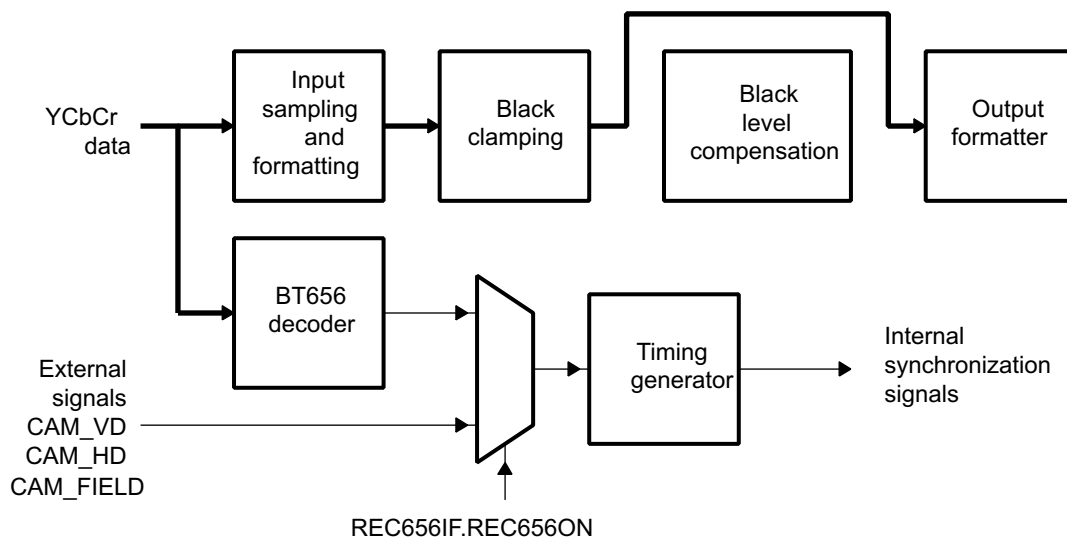 YCbCr
data
Input
sampling
and
formatting
Black
clamping
Black
level
compensation
Output
formatter
BT656
decoder
External
signals
CAM_VD
CAM_HD
CAM_FIELD
Timing
generator
Internal
synchronization
signals
REC656IF.REC656ON